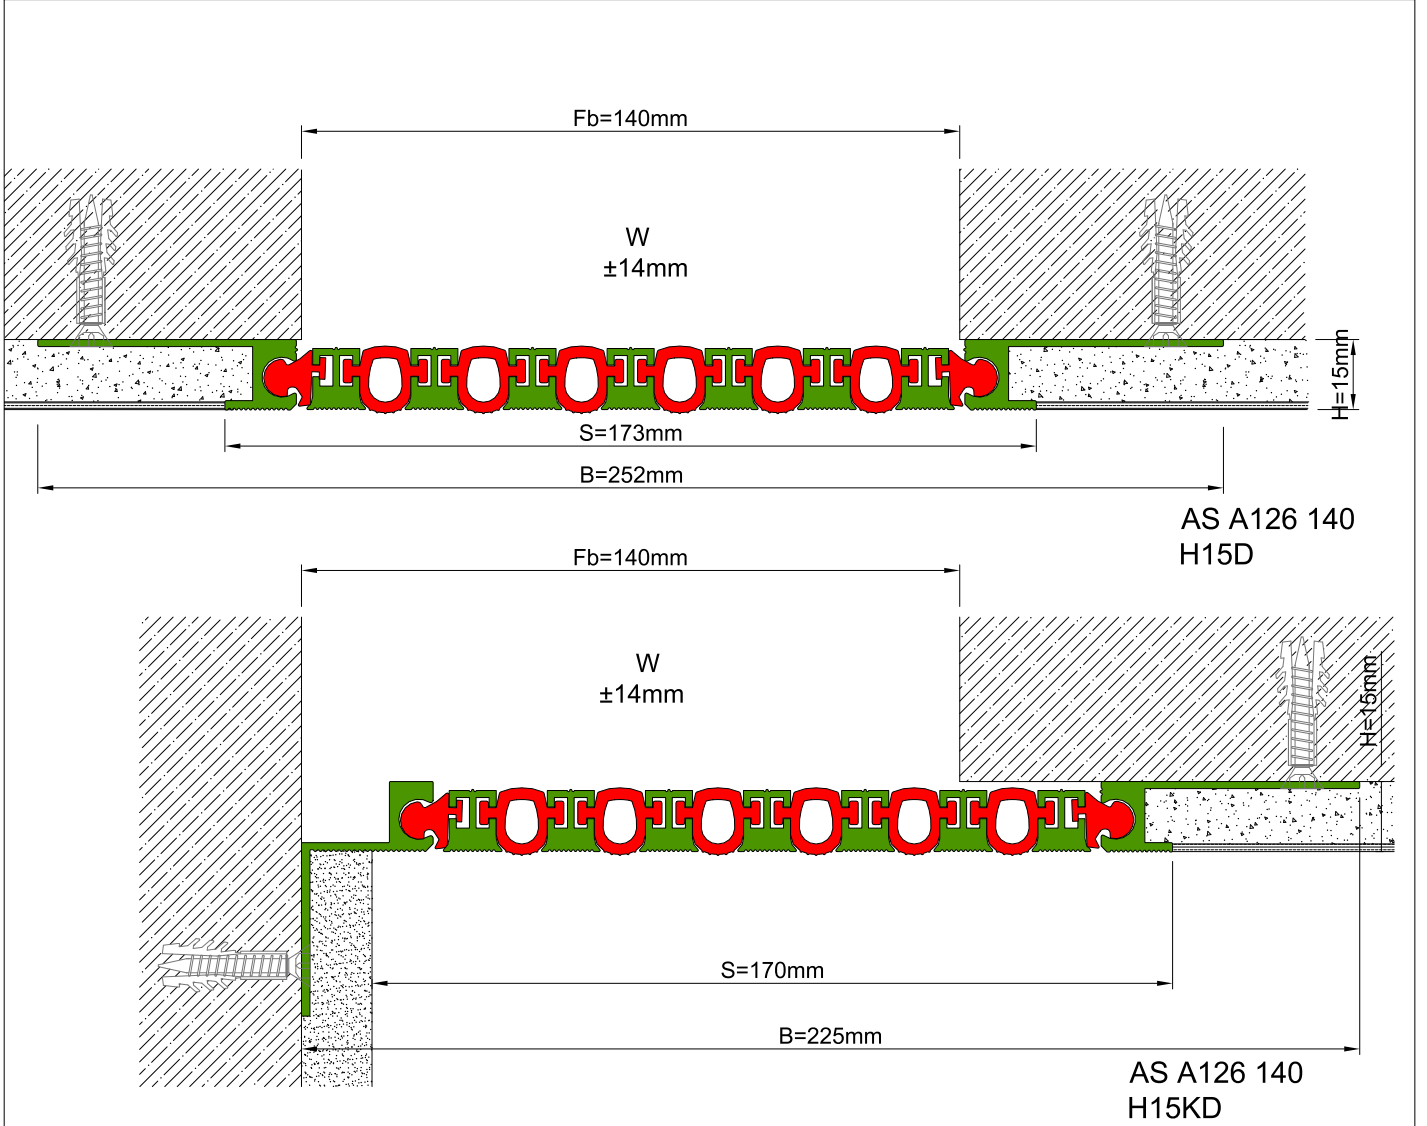 Fb=140mm
W
±14mm
H=15mm
S=173mm
B=252mm
AS A126 140
H15D
Fb=140mm
W
±14mm
H=15mm
S=170mm
B=225mm
AS A126 140
H15KD